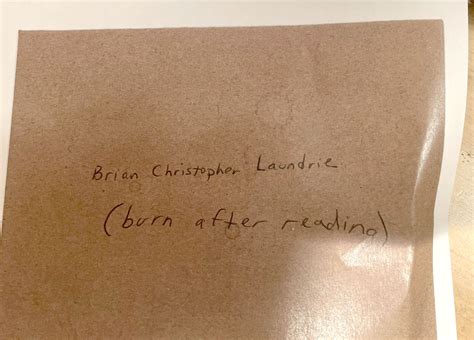 Brian Christopher Laundrie
(burn after reading)